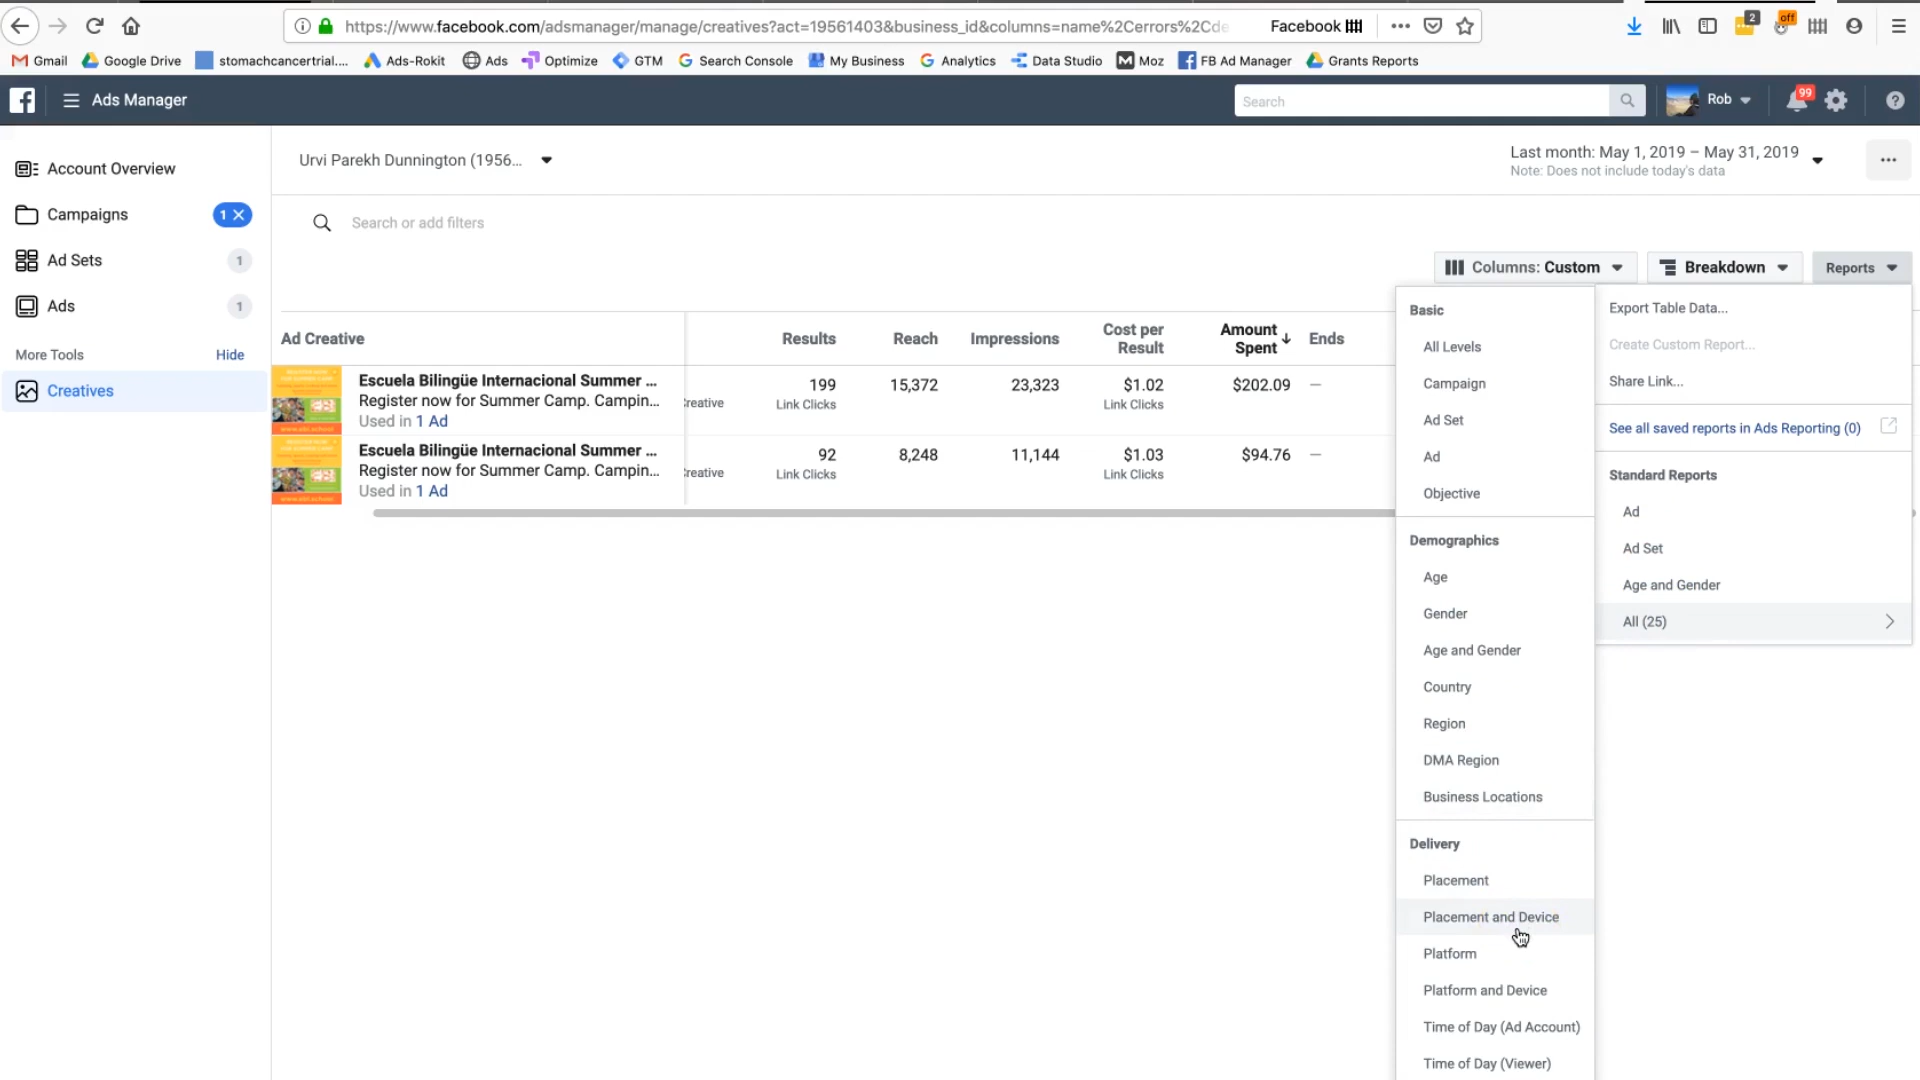 https://www.facebook.com/adsmanager/manage/creatives?act=19561403&business_id&columns=name%2Cerrors%2Cde
Facebook
2
off
Gmail
Google Drive
stomachcancertrial....
Ads-Rokit
Ads
Optimize
GTM
Search Console
My Business
Analytics
Data Studio
Moz
FB Ad Manager
Grants Reports
Ads Manager
Search
Rob
99
Account Overview
Campaigns
1 X
Ad Sets
1
Ads
1
More Tools
Hide
Creatives
Urvi Parekh Dunnington (1956...
Last month: May 1, 2019 – May 31, 2019
Note: Does not include today's data
Search or add filters
Columns: Custom
Breakdown
Reports
Ad Creative
Results
Reach
Impressions
Cost per
Result
Amount
Spent
Ends
Escuela Bilingüe Internacional Summer ...
Register now for Summer Camp. Campin...
Used in 1 Ad
reative
199
Link Clicks
15,372
23,323
$1.02
Link Clicks
$202.09
—
Escuela Bilingüe Internacional Summer ...
Register now for Summer Camp. Campin...
Used in 1 Ad
reative
92
Link Clicks
8,248
11,144
$1.03
Link Clicks
$94.76
—
Basic
All Levels
Campaign
Ad Set
Ad
Objective
Demographics
Age
Gender
Age and Gender
Country
Region
DMA Region
Business Locations
Delivery
Placement
Placement and Device
Platform
Platform and Device
Time of Day (Ad Account)
Time of Day (Viewer)
Export Table Data...
Create Custom Report...
Share Link...
See all saved reports in Ads Reporting (0)
Standard Reports
Ad
Ad Set
Age and Gender
All (25)